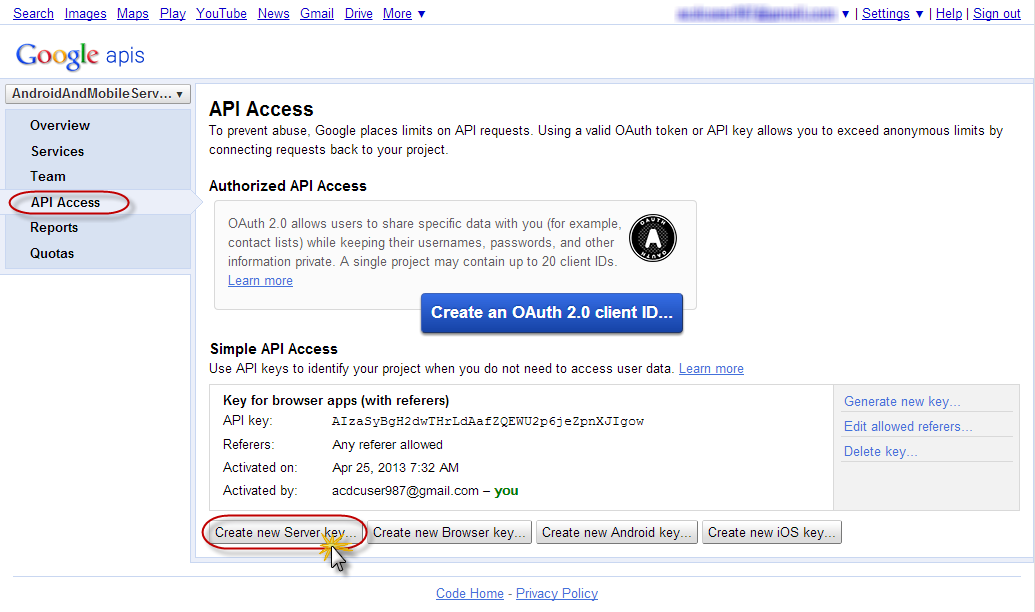 Search Images Maps Play YouTube News Gmail Drive More ▼ ▼ | Settings ▼ | Help | Sign out
Google apis
AndroidAndMobileServ... ▼
Overview
Services
Team
API Access
Reports
Quotas
API Access
To prevent abuse, Google places limits on API requests. Using a valid OAuth token or API key allows you to exceed anonymous limits by
connecting requests back to your project.
Authorized API Access
OAuth 2.0 allows users to share specific data with you (for example,
contact lists) while keeping their usernames, passwords, and other
information private. A single project may contain up to 20 client IDs.
Learn more
OAUTH
A
OAUTH
Create an OAuth 2.0 client ID...
Simple API Access
Use API keys to identify your project when you do not need to access user data. Learn more
Key for browser apps (with referers)
API key: AIzaSyBgH2dwTHrLdAafZQEWU2p6jeZpnXJIgow
Referers: Any referer allowed
Activated on: Apr 25, 2013 7:32 AM
Activated by: acdcuser987@gmail.com – you
Generate new key...
Edit allowed referers...
Delete key...
Create new Server key... Create new Browser key... Create new Android key... Create new iOS key...
Code Home - Privacy Policy